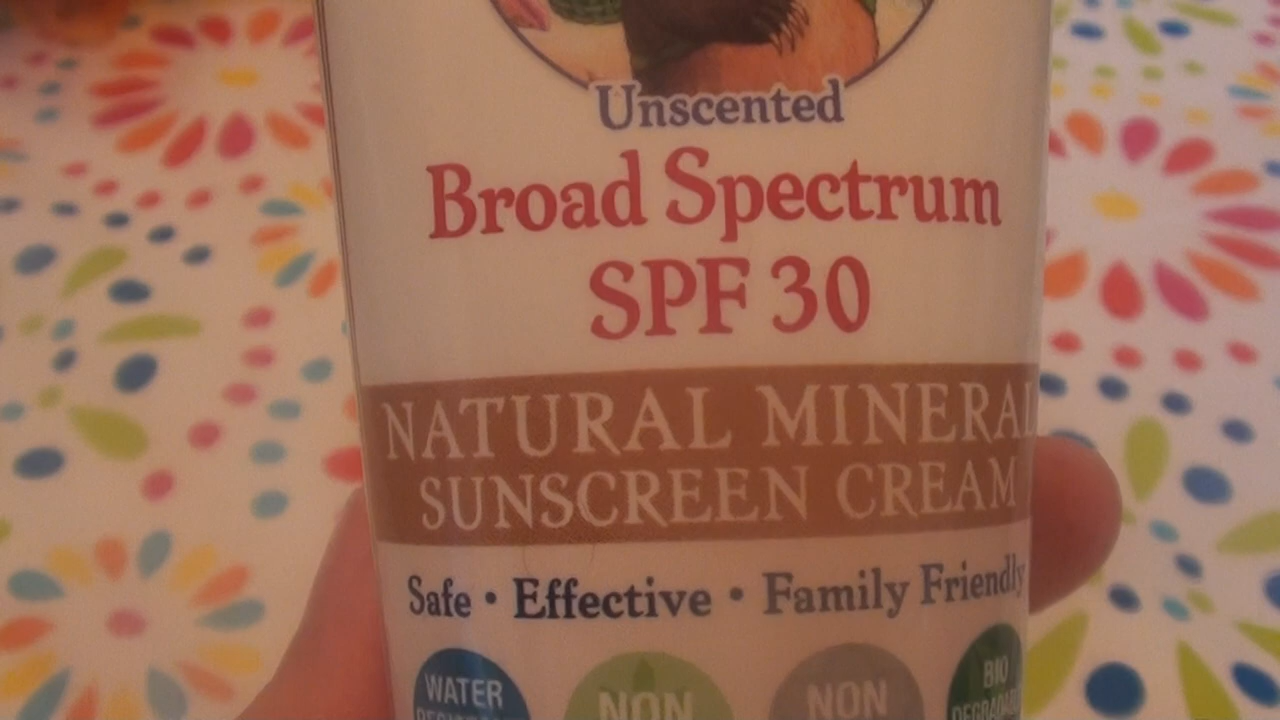 Unscented
Broad Spectrum
SPF 30
NATURAL MINERAL
SUNSCREEN CREAM
Safe • Effective • Family Friendly
WATER
NON
NON
BIO